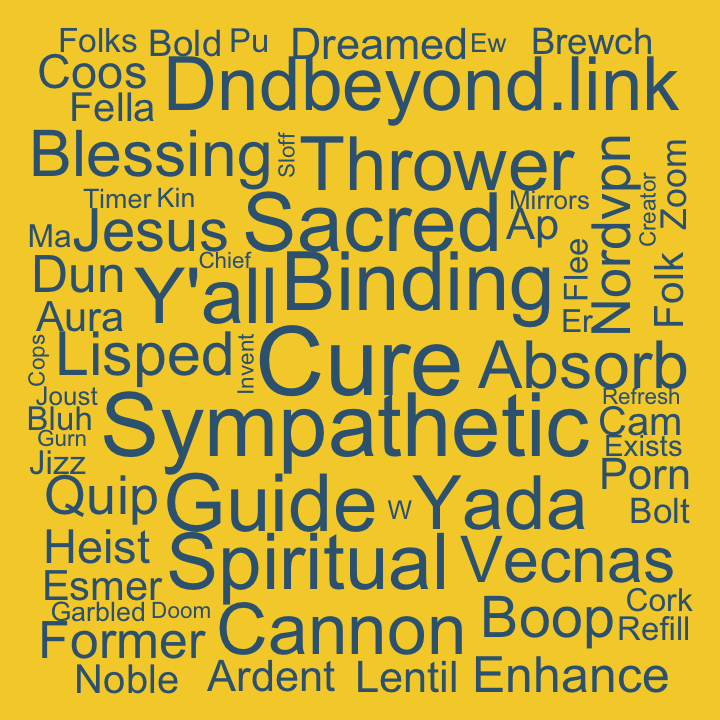 Folks Bold Pu Dreamed Ew Brewch
Coos Dndbeyond.link
Fella
Blessing Sloff Thrower Nordvpn Creator Zoom
Timer Kin Mirrors
Ma Jesus Sacred Ap
Chief
Dun Y'all Binding Flee Folk
Aura Er
Cops Lisped Invent Cure Absorb
Joust Refresh
Bluh Sympathetic Cam
Gurn Exists
Jizz Porn
Quip Guide W Yada Bolt
Heist Spiritual Vecnas
Esmer Cork
Garbled Doom Boop
Former Cannon Refill
Noble Ardent Lentil Enhance